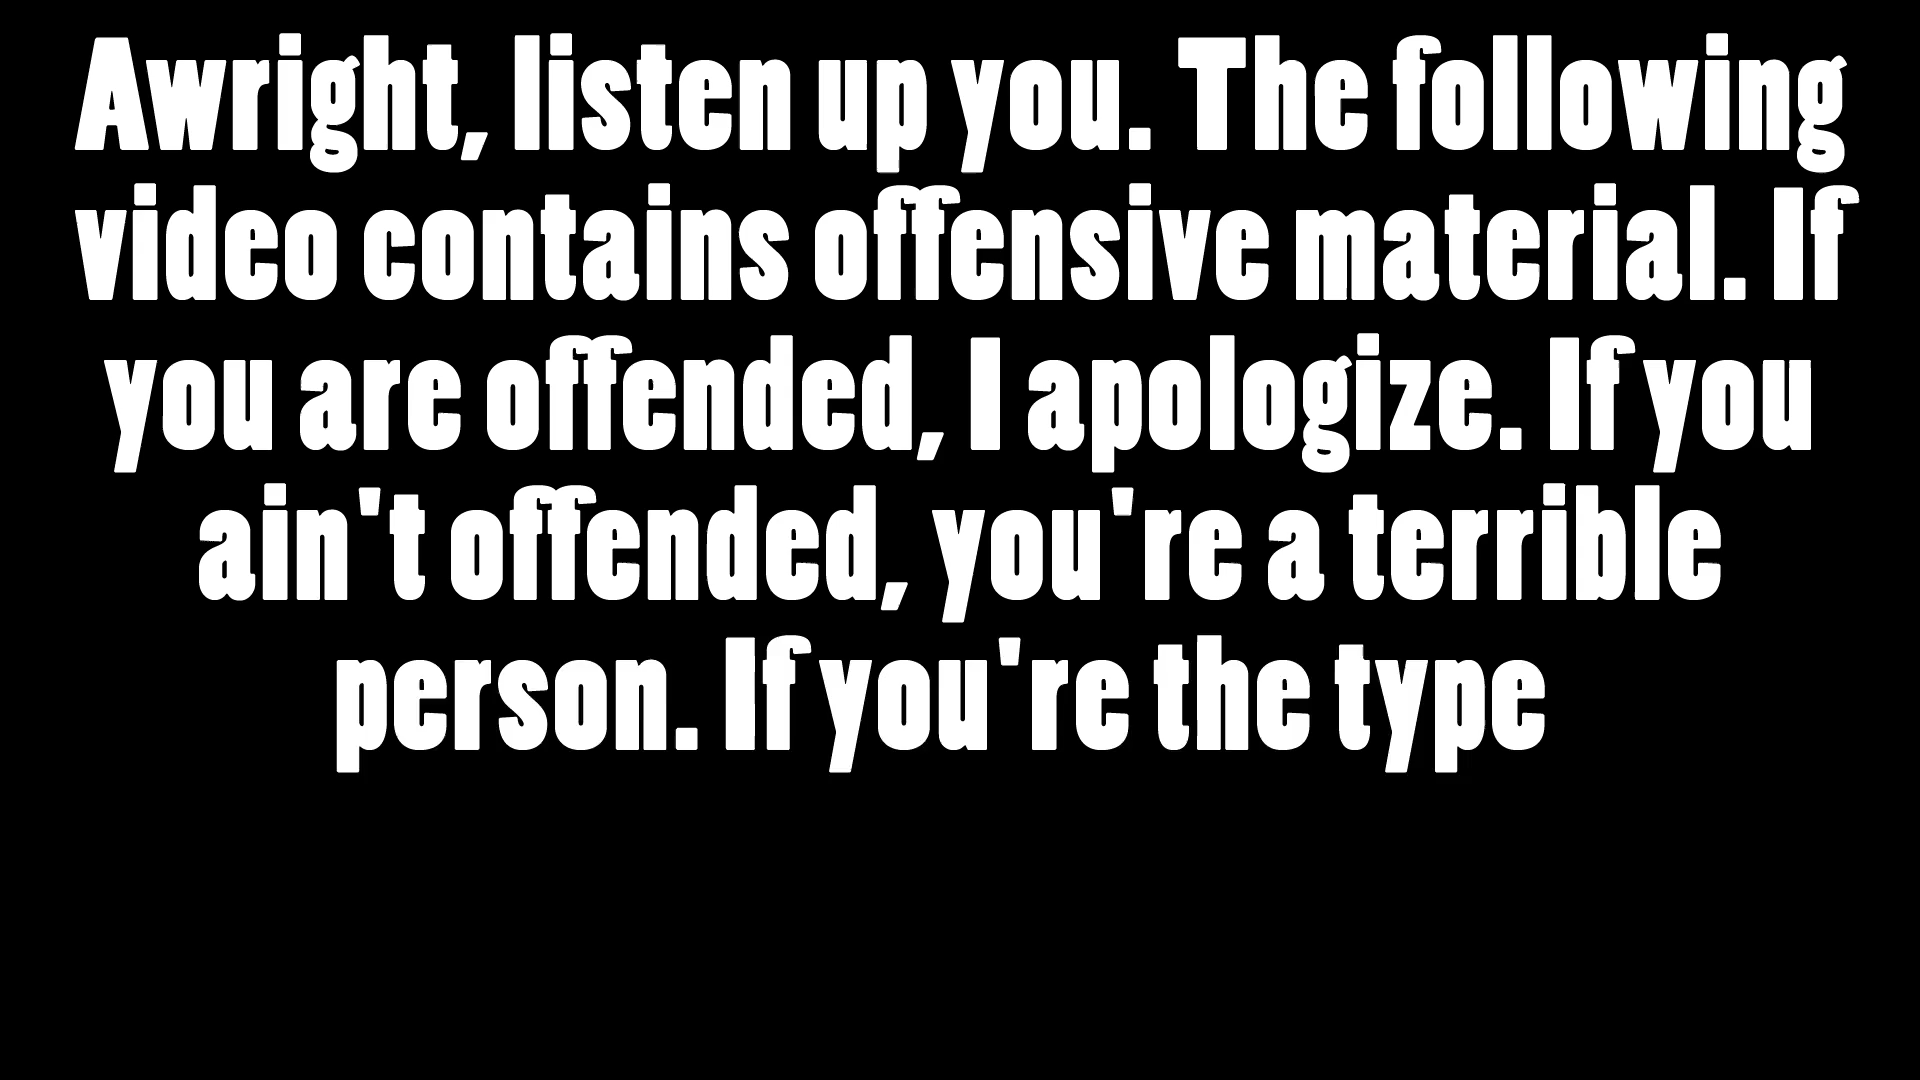 Awright, listen up you. The following
video contains offensive material. If
you are offended, I apologize. If you
ain't offended, you're a terrible
person. If you're the type